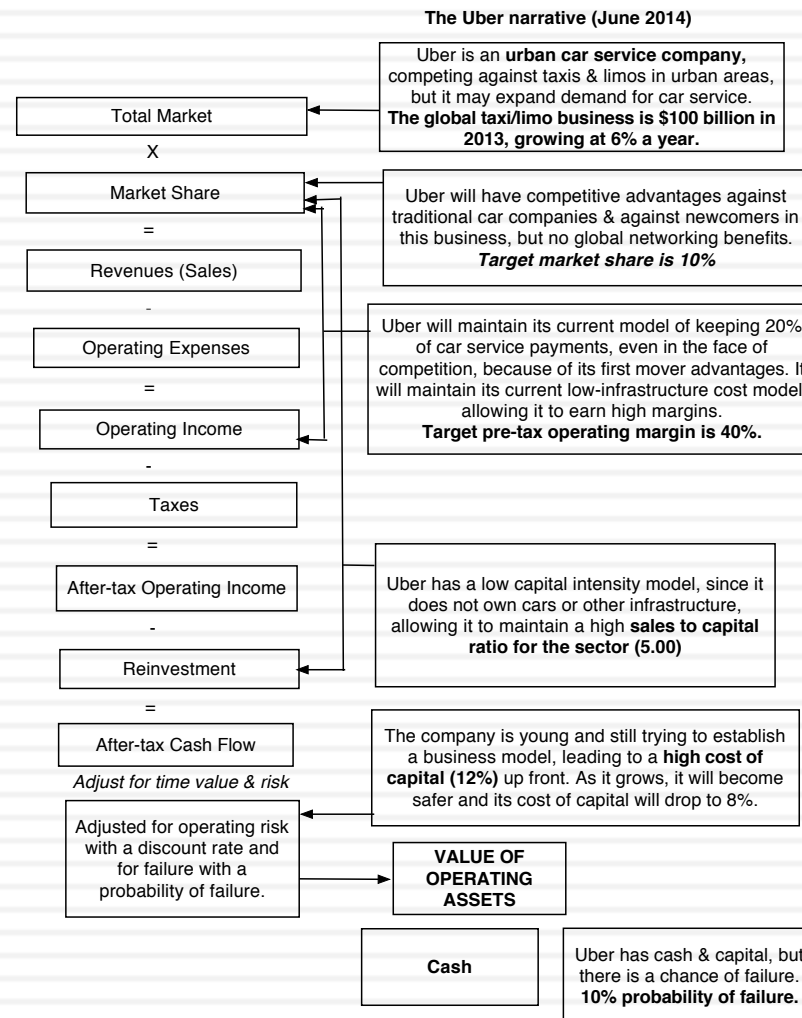 The Uber narrative (June 2014)
Uber is an urban car service company,
competing against taxis & limos in urban areas,
but it may expand demand for car service.
The global taxi/limo business is $100 billion in
2013, growing at 6% a year.
Total Market
X
Market Share
Uber will have competitive advantages against
traditional car companies & against newcomers in
this business, but no global networking benefits.
Target market share is 10%
=
Revenues (Sales)
-
Operating Expenses
Uber will maintain its current model of keeping 20%
of car service payments, even in the face of
competition, because of its first mover advantages. It
will maintain its current low-infrastructure cost model,
allowing it to earn high margins.
Target pre-tax operating margin is 40%.
=
Operating Income
-
Taxes
=
After-tax Operating Income
Uber has a low capital intensity model, since it
does not own cars or other infrastructure,
allowing it to maintain a high sales to capital
ratio for the sector (5.00)
-
Reinvestment
=
After-tax Cash Flow
The company is young and still trying to establish
a business model, leading to a high cost of
capital (12%) up front. As it grows, it will become
safer and its cost of capital will drop to 8%.
Adjust for time value & risk
Adjusted for operating risk
with a discount rate and
for failure with a
probability of failure.
VALUE OF
OPERATING
ASSETS
Cash
Uber has cash & capital, but
there is a chance of failure.
10% probability of failure.